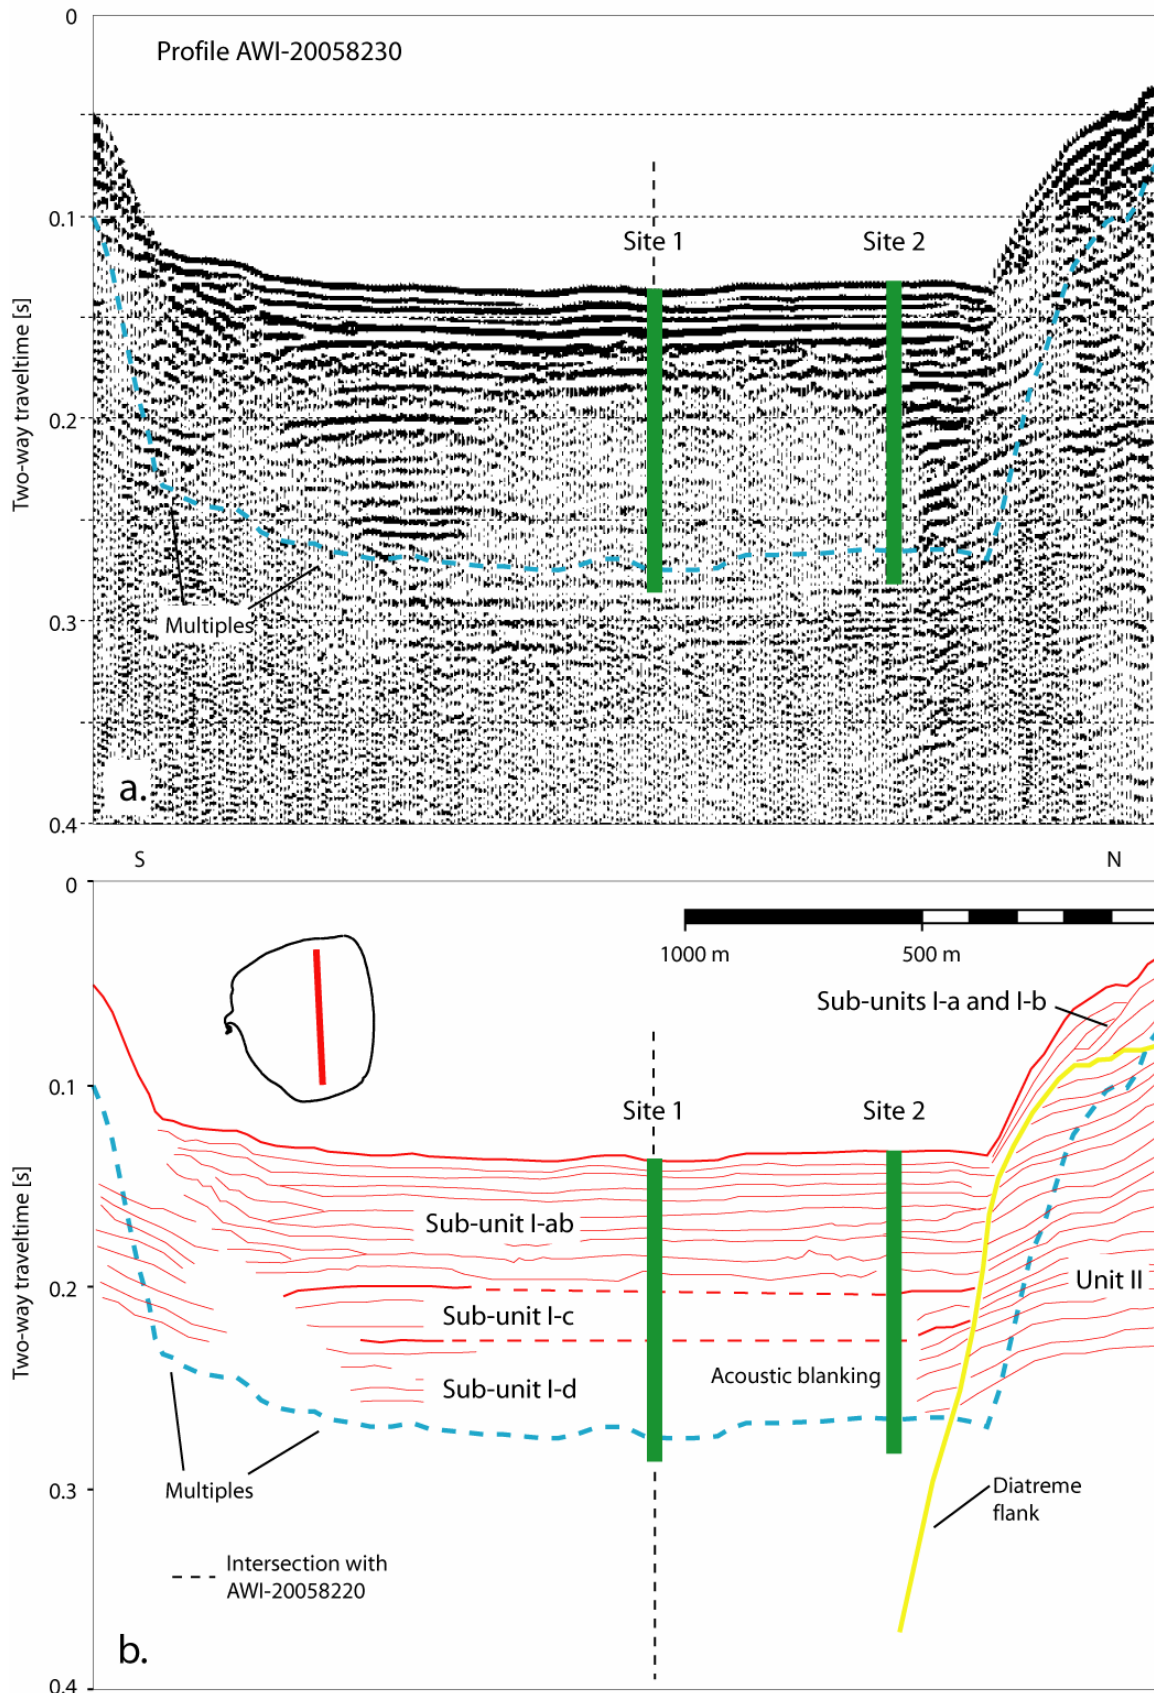 0
Profile AWI-20058230
0.1
Site 1
Site 2
Two-way traveltime [s]
0.2
0.3
Multiples
a.
0.4
S
N
0
1000 m
500 m
Sub-units I-a and I-b
0.1
Site 1
Site 2
Two-way traveltime [s]
Sub-unit I-ab
0.2
Unit II
Sub-unit I-c
Acoustic blanking
Sub-unit I-d
0.3
Multiples
Diatreme
flank
Intersection with
AWI-20058220
b.
0.4